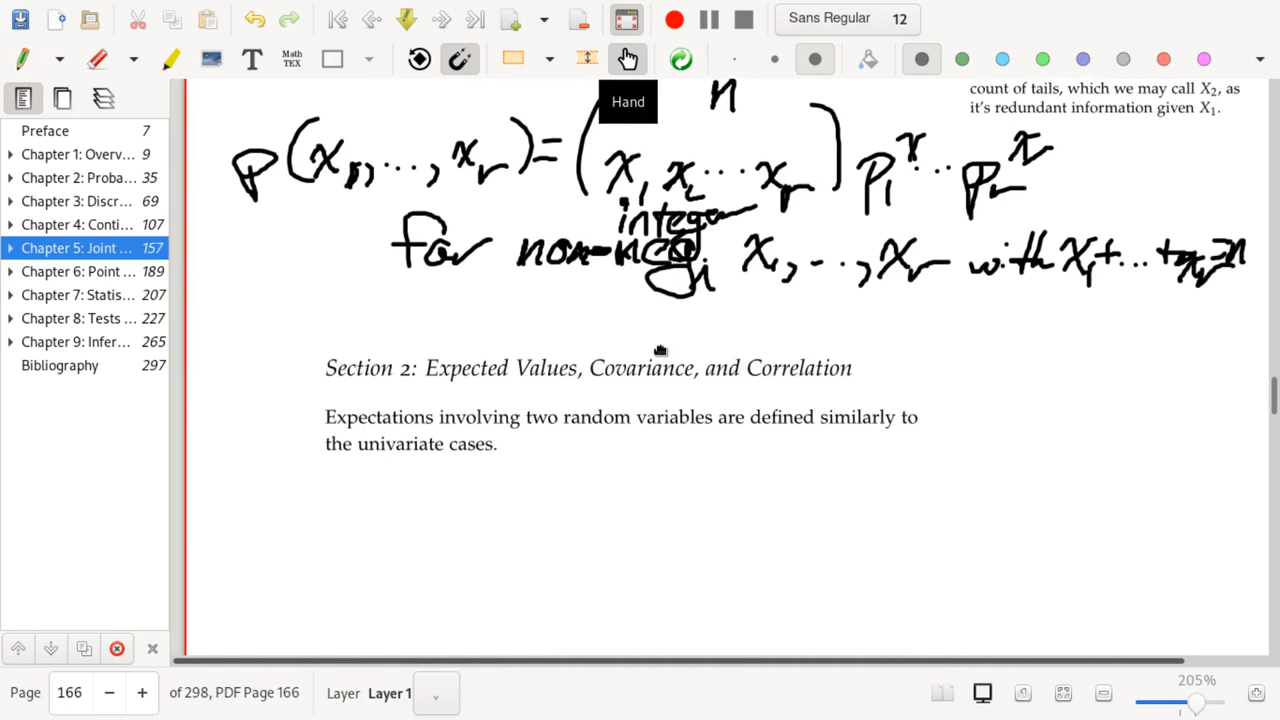 Sans Regular 12
T Math TEX
Hand
Preface 7
Chapter 1: Overv... 9
Chapter 2: Proba... 35
Chapter 3: Discr... 69
Chapter 4: Conti... 107
Chapter 5: Joint ... 157
Chapter 6: Point ... 189
Chapter 7: Statis... 207
Chapter 8: Tests ... 227
Chapter 9: Infer... 265
Bibliography 297
count of tails, which we may call X₂, as
it's redundant information given X₁.
n
p(x₁, ..., xᵣ) = (x₁ x₂ ... xᵣ) p₁^x₁ ... pᵣ^xᵣ
integer
for non-neg. x₁, ..., xᵣ with x₁+...+xᵣ=n
Section 2: Expected Values, Covariance, and Correlation
Expectations involving two random variables are defined similarly to
the univariate cases.
Page 166 − + of 298, PDF Page 166 Layer Layer 1 205%